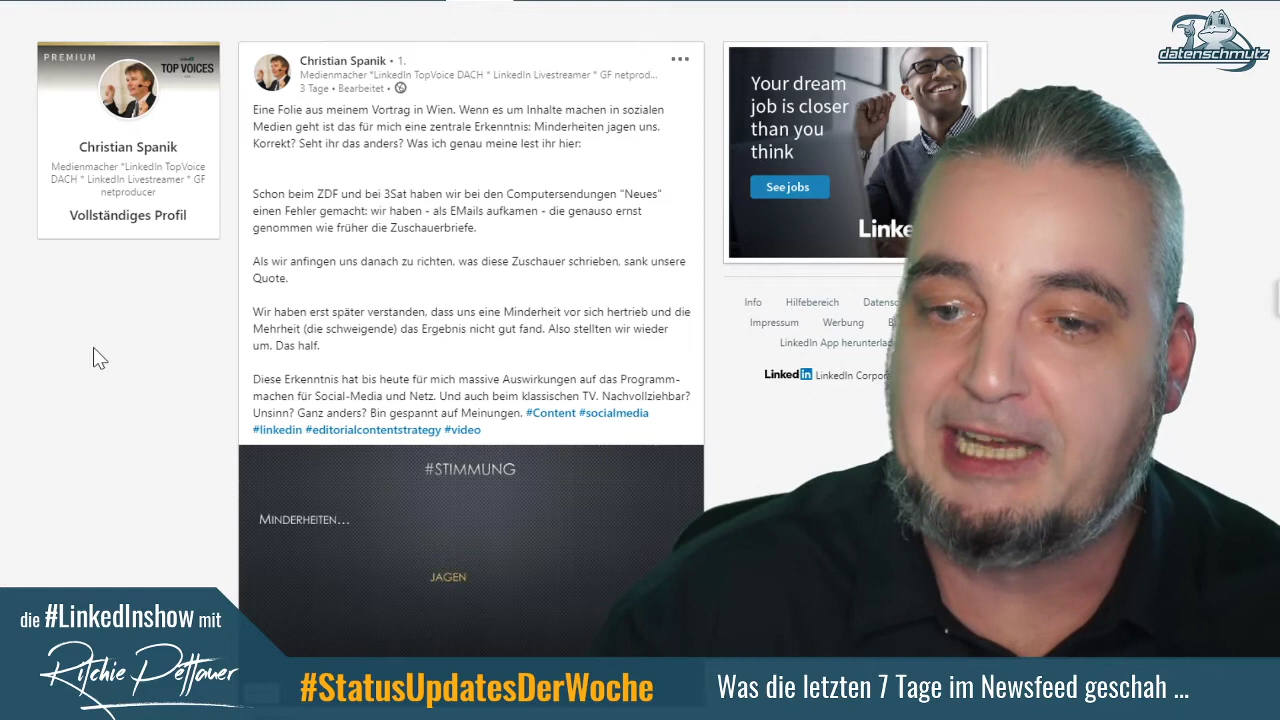 datenschmutz
PREMIUM
TOP VOICES
Christian Spanik
Medienmacher *LinkedIn TopVoice
DACH * LinkedIn Livestreamer * GF
netproducer
Vollständiges Profil
Christian Spanik • 1.
Medienmacher *LinkedIn TopVoice DACH * LinkedIn Livestreamer * GF netprod...
3 Tage • Bearbeitet •
Eine Folie aus meinem Vortrag in Wien. Wenn es um Inhalte machen in sozialen
Medien geht ist das für mich eine zentrale Erkenntnis: Minderheiten jagen uns.
Korrekt? Seht ihr das anders? Was ich genau meine lest ihr hier:
Schon beim ZDF und bei 3Sat haben wir bei den Computersendungen "Neues"
einen Fehler gemacht: wir haben - als EMails aufkamen - die genauso ernst
genommen wie früher die Zuschauerbriefe.
Als wir anfingen uns danach zu richten, was diese Zuschauer schrieben, sank unsere
Quote.
Wir haben erst später verstanden, dass uns eine Minderheit vor sich hertrieb und die
Mehrheit (die schweigende) das Ergebnis nicht gut fand. Also stellten wir wieder
um. Das half.
Diese Erkenntnis hat bis heute für mich massive Auswirkungen auf das Programm-
machen für Social-Media und Netz. Und auch beim klassischen TV. Nachvollziehbar?
Unsinn? Ganz anders? Bin gespannt auf Meinungen. #Content #socialmedia
#linkedin #editorialcontentstrategy #video
#STIMMUNG
MINDERHEITEN...
JAGEN
Your dream
job is closer
than you
think
See jobs
Linke
Info Hilfebereich Datensc
Impressum Werbung
LinkedIn App herunterlad
LinkedIn LinkedIn Corpor
die #LinkedInshow mit
Ritchie Pettauer
#StatusUpdatesDerWoche
Was die letzten 7 Tage im Newsfeed geschah ...